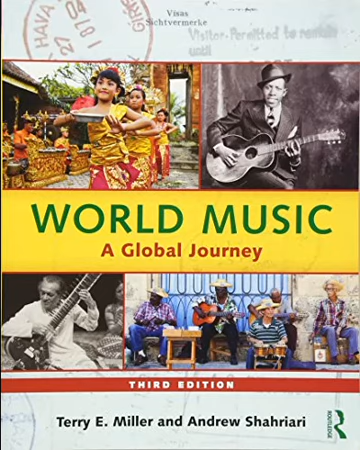 Visas
Sichtvermerke
Visitor-Permitted to remain
until
HAVA
WORLD MUSIC
A Global Journey
THIRD EDITION
Terry E. Miller and Andrew Shahriari
R
ROUTLEDGE